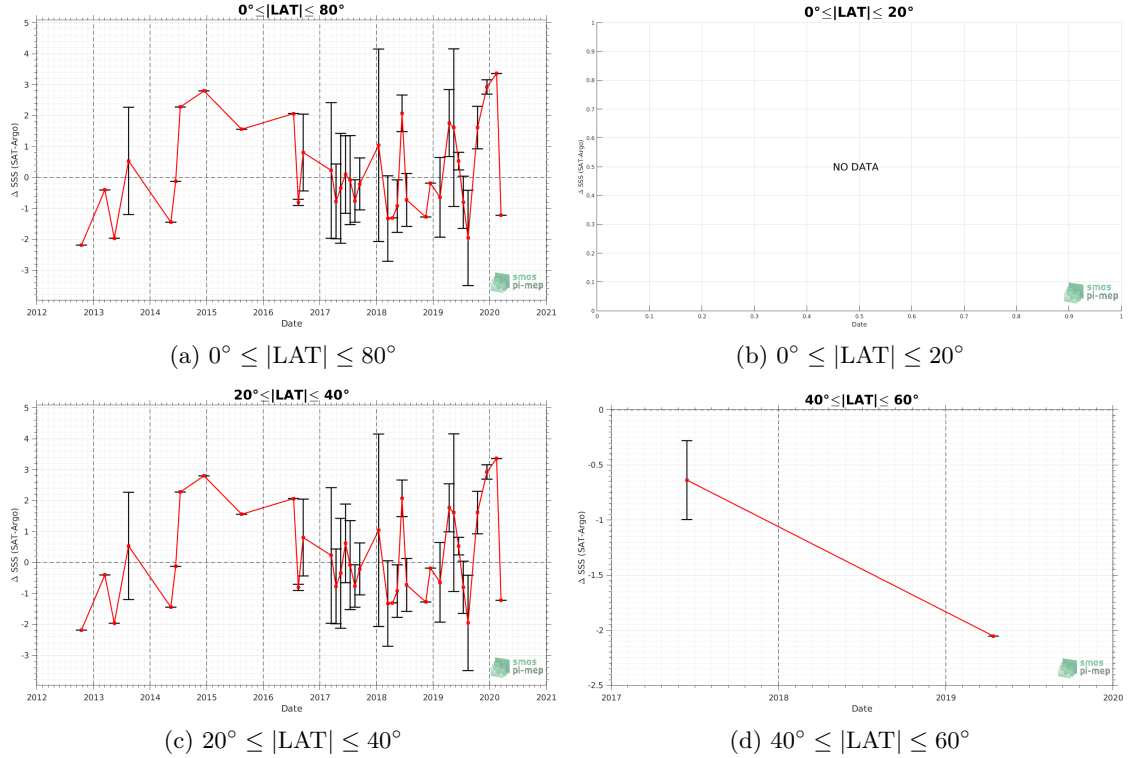 0°≤|LAT|≤ 80°
5
4
3
2
1
0
-1
-2
-3
Δ SSS (SAT-Argo)
2012 2013 2014 2015 2016 2017 2018 2019 2020 2021
Date
smos
pi-mep
(a) 0° ≤ |LAT| ≤ 80°
0°≤|LAT|≤ 20°
1
0.9
0.8
0.7
0.6
0.5
0.4
0.3
0.2
0.1
0
Δ SSS (SAT-Argo)
NO DATA
0 0.1 0.2 0.3 0.4 0.5 0.6 0.7 0.8 0.9 1
Date
smos
pi-mep
(b) 0° ≤ |LAT| ≤ 20°
20°≤|LAT|≤ 40°
5
4
3
2
1
0
-1
-2
-3
Δ SSS (SAT-Argo)
2012 2013 2014 2015 2016 2017 2018 2019 2020 2021
Date
smos
pi-mep
(c) 20° ≤ |LAT| ≤ 40°
40°≤|LAT|≤ 60°
0
-0.5
-1
-1.5
-2
-2.5
Δ SSS (SAT-Argo)
2017 2018 2019 2020
Date
smos
pi-mep
(d) 40° ≤ |LAT| ≤ 60°